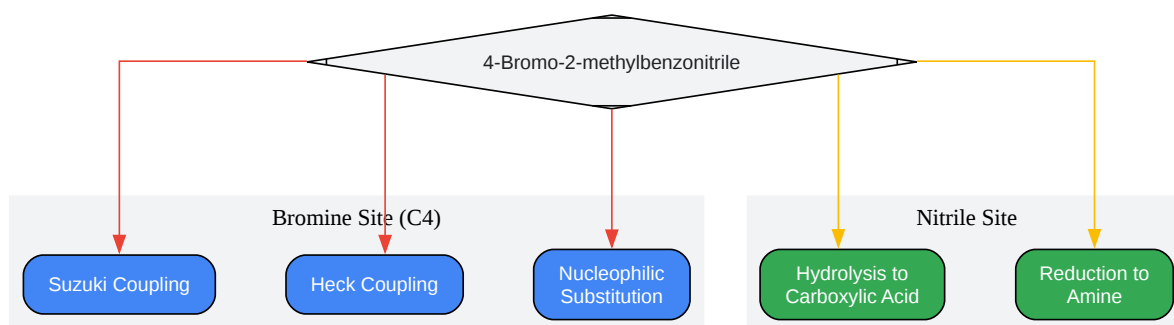 4-Bromo-2-methylbenzonitrile
Bromine Site (C4)
Nitrile Site
Suzuki Coupling
Heck Coupling
Nucleophilic
Substitution
Hydrolysis to
Carboxylic Acid
Reduction to
Amine